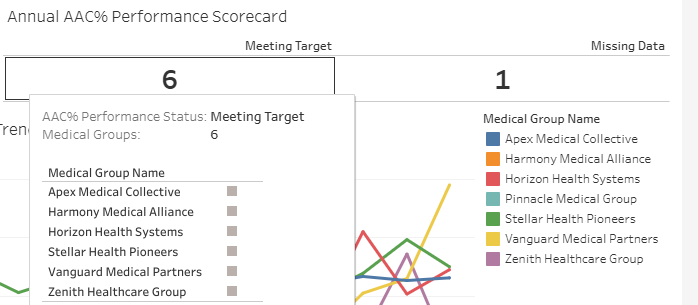 Annual AAC% Performance Scorecard
Meeting Target
Missing Data
6
1
AAC% Performance Status: Meeting Target
Medical Groups: 6
Medical Group Name
Apex Medical Collective
Harmony Medical Alliance
Horizon Health Systems
Stellar Health Pioneers
Vanguard Medical Partners
Zenith Healthcare Group
Medical Group Name
Apex Medical Collective
Harmony Medical Alliance
Horizon Health Systems
Pinnacle Medical Group
Stellar Health Pioneers
Vanguard Medical Partners
Zenith Healthcare Group